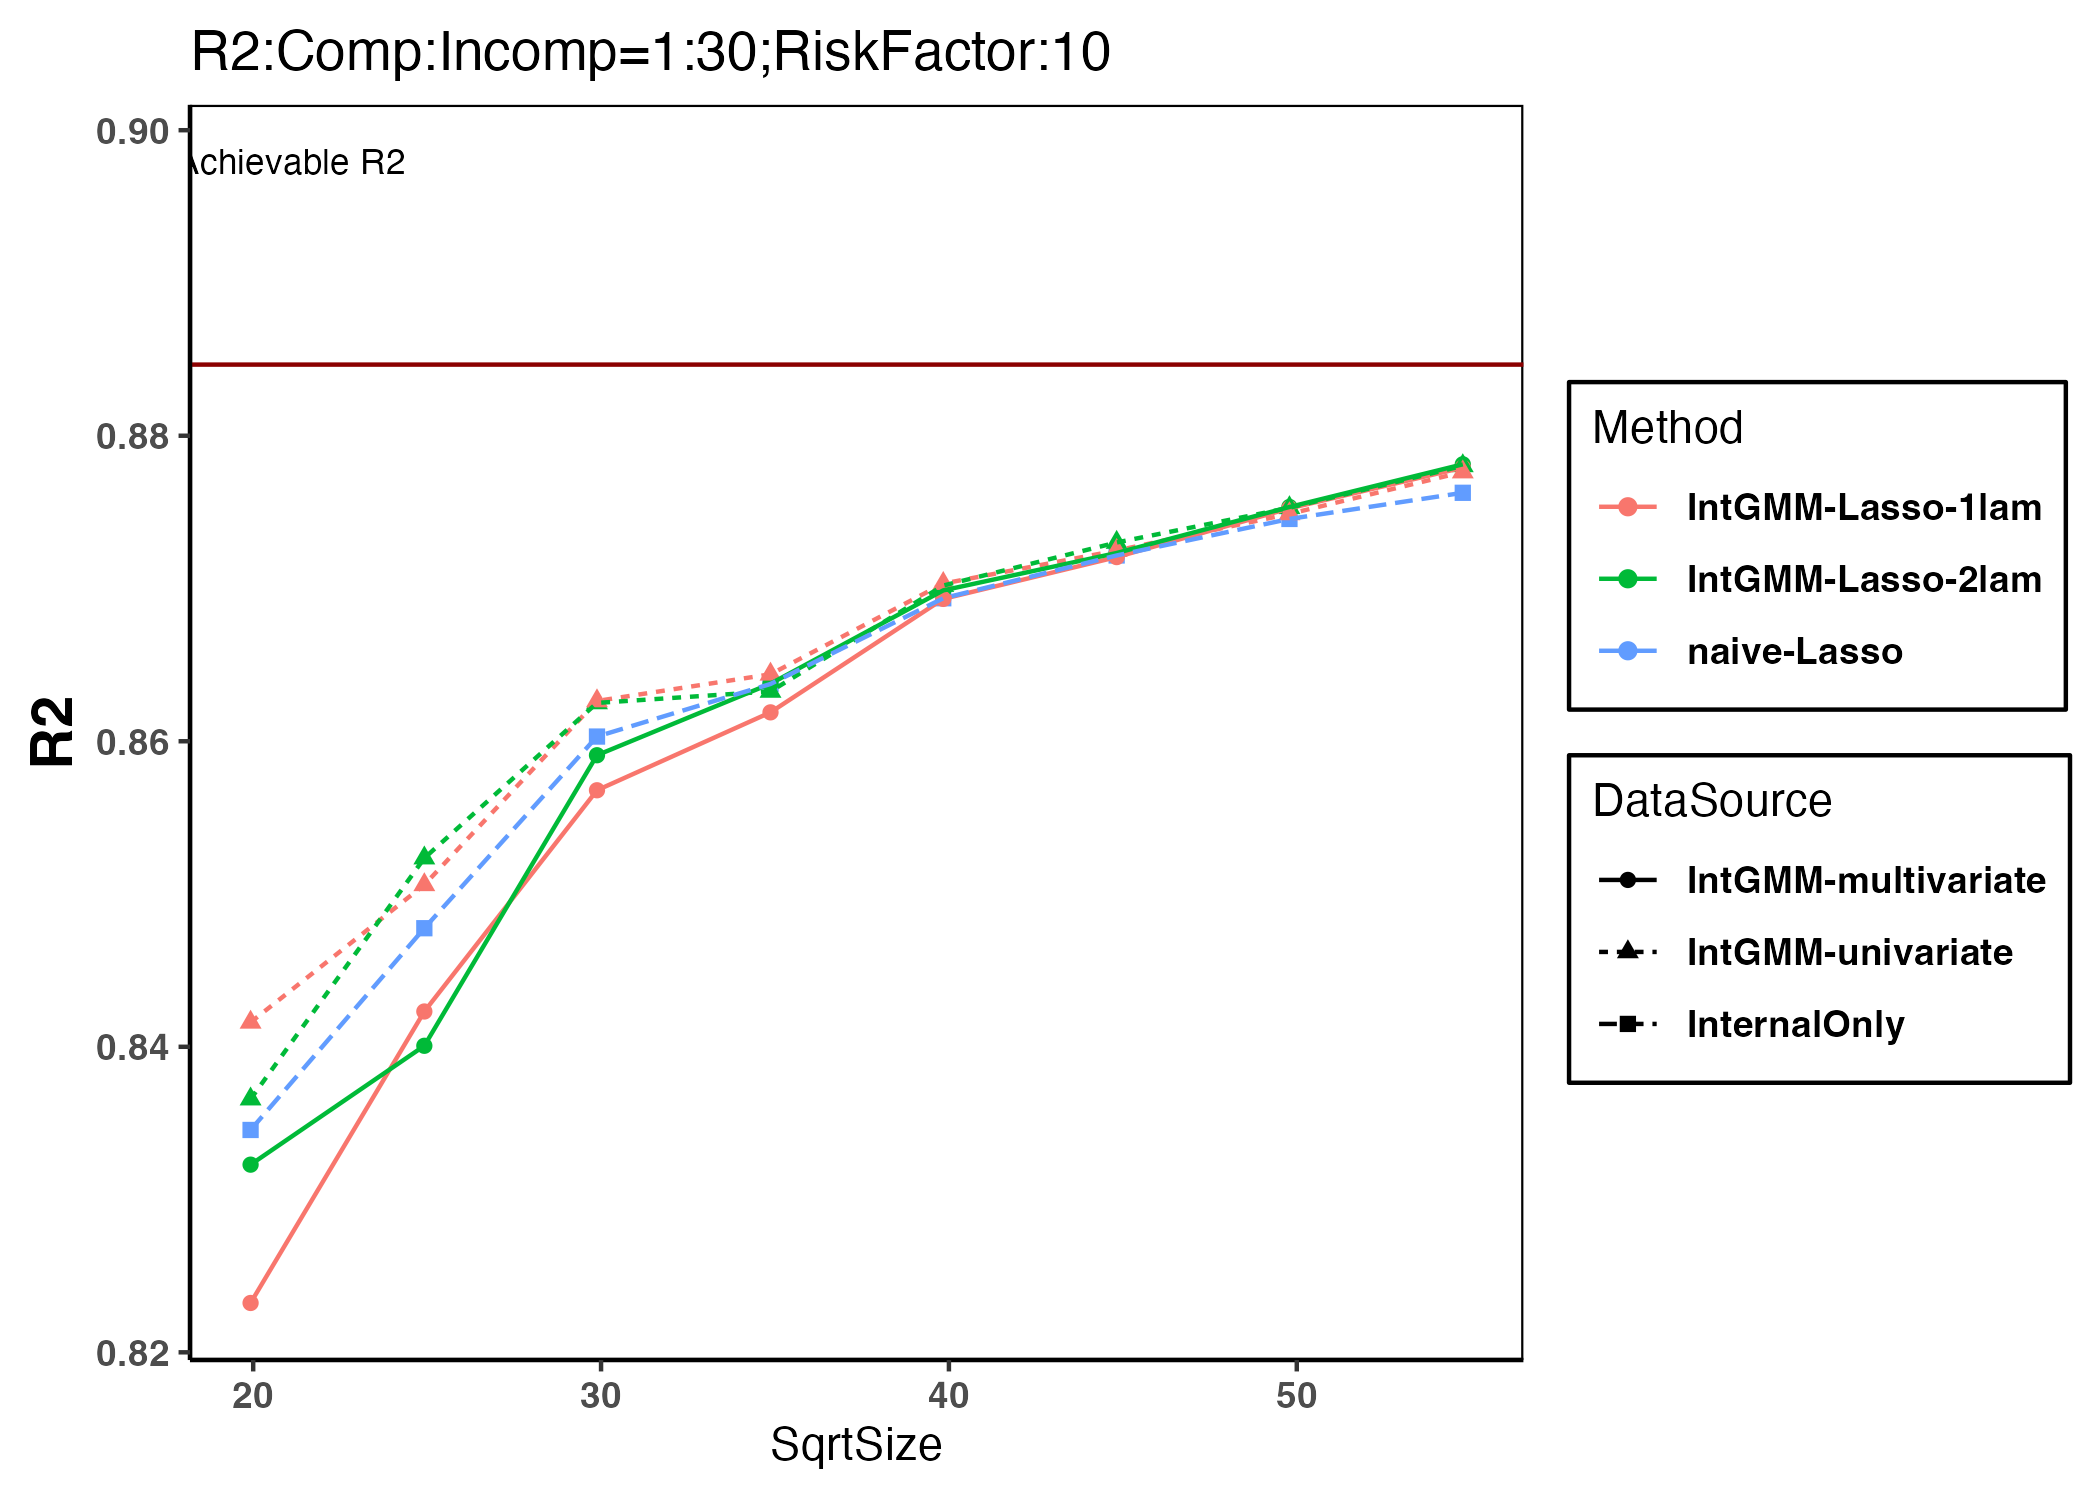 R2:Comp:Incomp=1:30;RiskFactor:10
0.90
Achievable R2
0.88
0.86
0.84
0.82
R2
20 30 40 50
SqrtSize
Method
IntGMM-Lasso-1lam
IntGMM-Lasso-2lam
naive-Lasso
DataSource
IntGMM-multivariate
IntGMM-univariate
InternalOnly